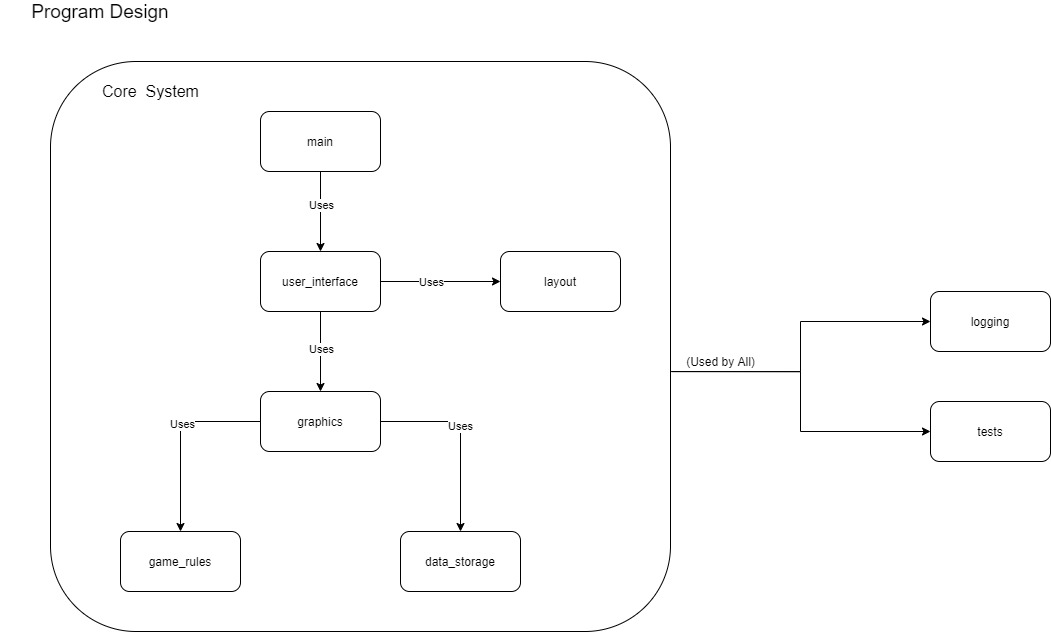 Program Design
Core System
main
Uses
user_interface
Uses
layout
Uses
(Used by All)
logging
graphics
Uses
Uses
tests
game_rules
data_storage